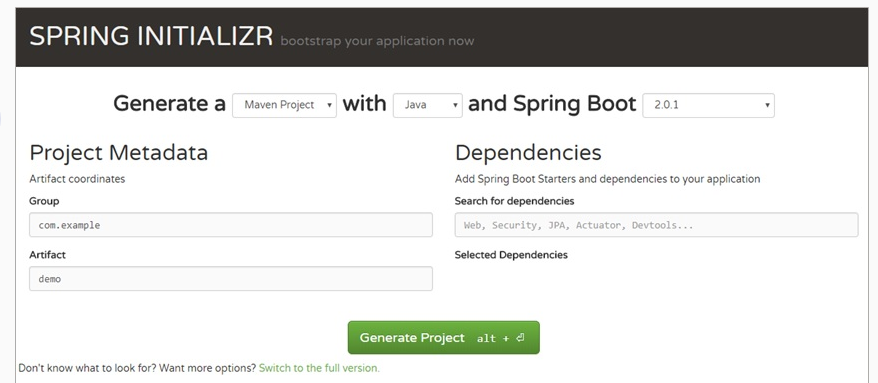 SPRING INITIALIZR bootstrap your application now
Generate a Maven Project with Java and Spring Boot 2.0.1
Project Metadata
Artifact coordinates
Group
com.example
Artifact
demo
Dependencies
Add Spring Boot Starters and dependencies to your application
Search for dependencies
Web, Security, JPA, Actuator, Devtools...
Selected Dependencies
Generate Project alt + ⏎
Don't know what to look for? Want more options? Switch to the full version.